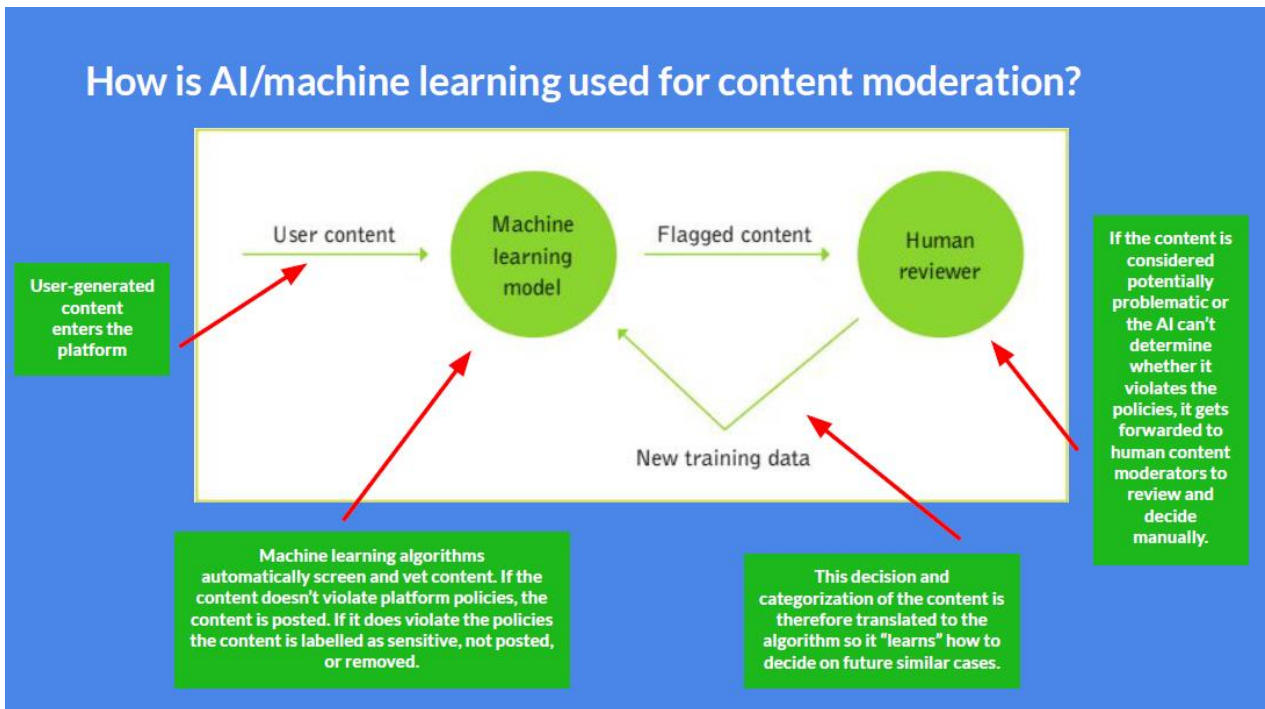 How is AI/machine learning used for content moderation?
User content
Machine
learning
model
Flagged content
Human
reviewer
New training data
User-generated
content
enters the
platform
Machine learning algorithms
automatically screen and vet content. If the
content doesn't violate platform policies, the
content is posted. If it does violate the policies
the content is labelled as sensitive, not posted,
or removed.
This decision and
categorization of the content is
therefore translated to the
algorithm so it “learns” how to
decide on future similar cases.
If the content is
considered
potentially
problematic or
the AI can't
determine
whether it
violates the
policies, it gets
forwarded to
human content
moderators to
review and
decide
manually.